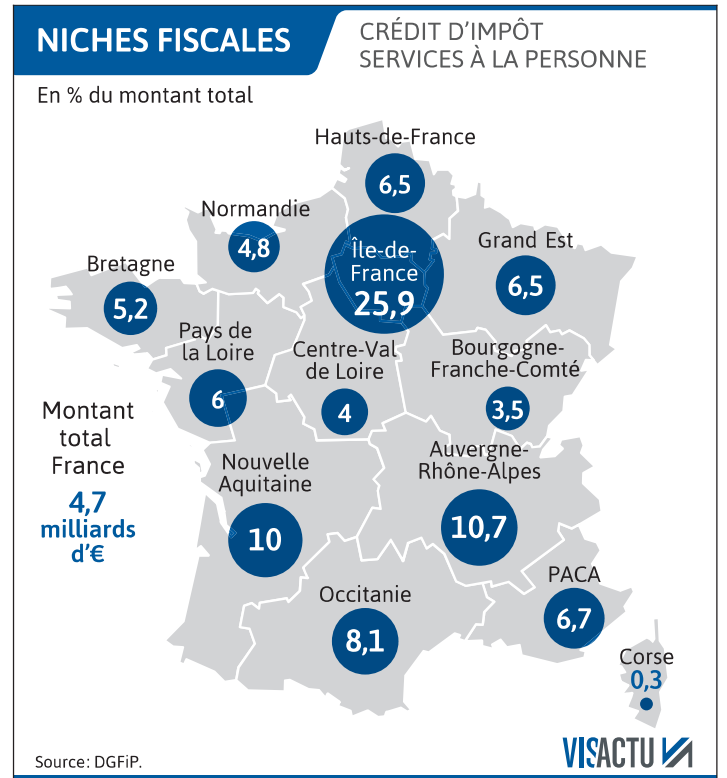 NICHES FISCALES
CRÉDIT D'IMPÔT
SERVICES À LA PERSONNE
En % du montant total
Hauts-de-France
6,5
Normandie
4,8
Île-de-
France
25,9
Grand Est
6,5
Bretagne
5,2
Pays de
la Loire
6
Centre-Val
de Loire
4
Bourgogne-
Franche-Comté
3,5
Montant
total
France
4,7
milliards
d'€
Nouvelle
Aquitaine
10
Auvergne-
Rhône-Alpes
10,7
Occitanie
8,1
PACA
6,7
Corse
0,3
Source: DGFiP.
VISACTU